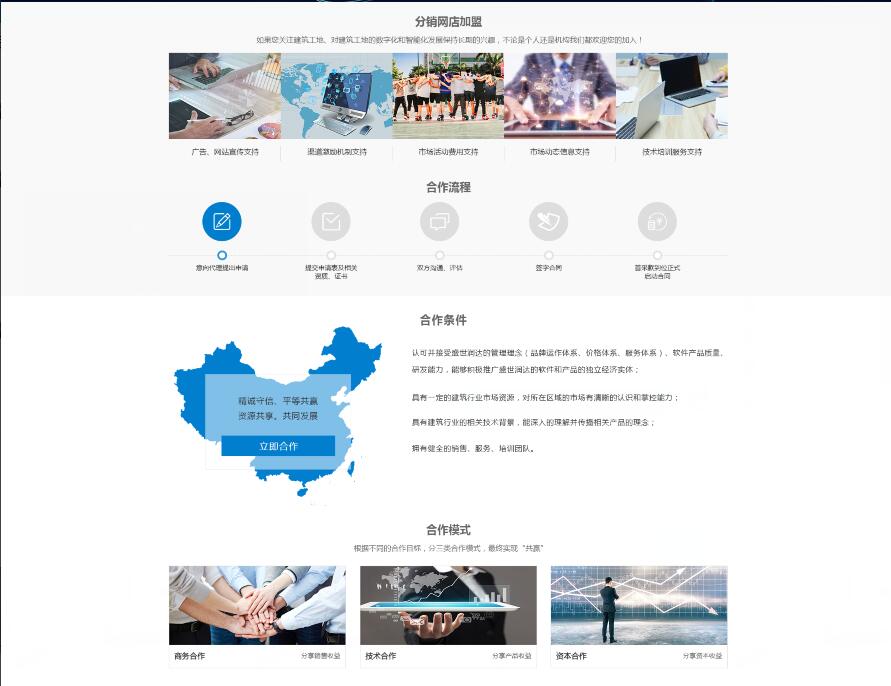 分销网店加盟
如果您关注建筑工地、对建筑工地的数字化和智能化发展保持长期的兴趣，不论是个人还是机构我们都欢迎您的加入！
广告、网站宣传支持
渠道激励机制支持
市场活动费用支持
市场动态信息支持
技术培训服务支持
合作流程
意向代理提出申请
提交申请表及相关
资质、证书
双方沟通、评估
签字合同
首采款到位正式
启动合同
合作条件
认可并接受盛世润达的管理理念（品牌运作体系、价格体系、服务体系）、软件产品质量、
研发能力，能够积极推广盛世润达的软件和产品的独立经济实体；
具有一定的建筑行业市场资源，对所在区域的市场有清晰的认识和掌控能力；
具有建筑行业的相关技术背景，能深入的理解并传播相关产品的理念；
拥有健全的销售、服务、培训团队。
精诚守信、平等共赢
资源共享。共同发展
立即合作
合作模式
根据不同的合作目标，分三类合作模式，最终实现“共赢”
商务合作 分享销售收益
技术合作 分享产品收益
资本合作 分享资本收益